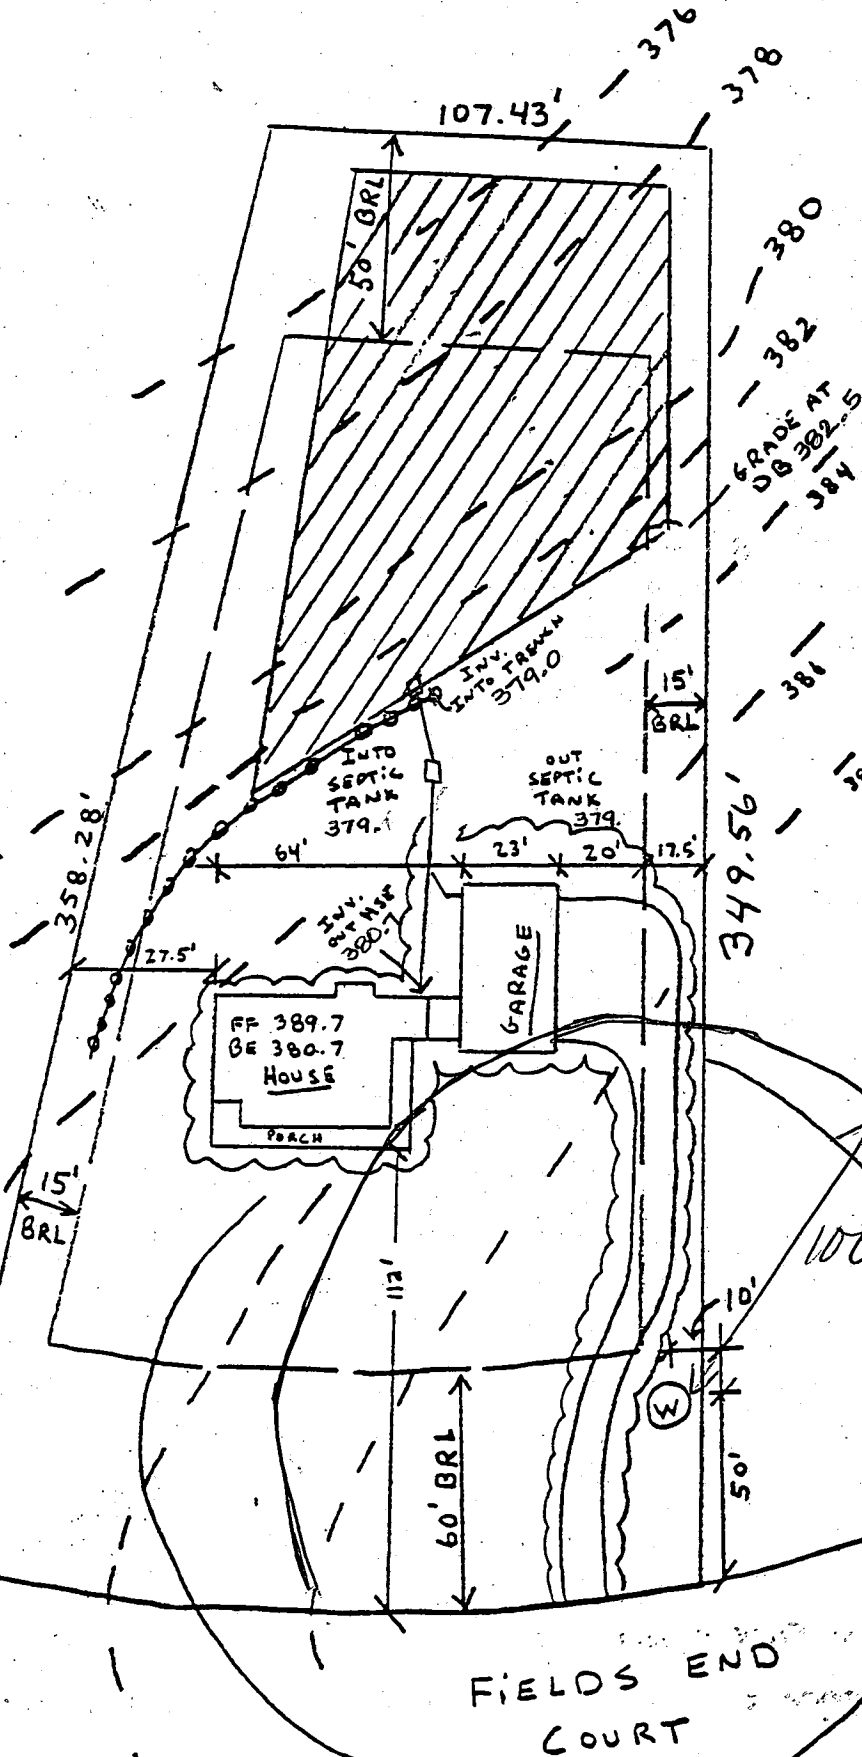 376
378
107.43'
50' BRL
380
382
GRADE AT
DB 382.5
384
INV.
INTO TRENCH
379.0
15'
BRL
386
INTO
SEPTIC
TANK
OUT
SEPTIC
TANK
379.
358.28'
64'
23'
20'
17.5'
349.56'
INV.
OUT HSE
380.7
27.5'
GARAGE
FF 389.7
BE 380.7
HOUSE
PORCH
15'
BRL
112'
10'
W
60' BRL
50'
FIELDS END
COURT